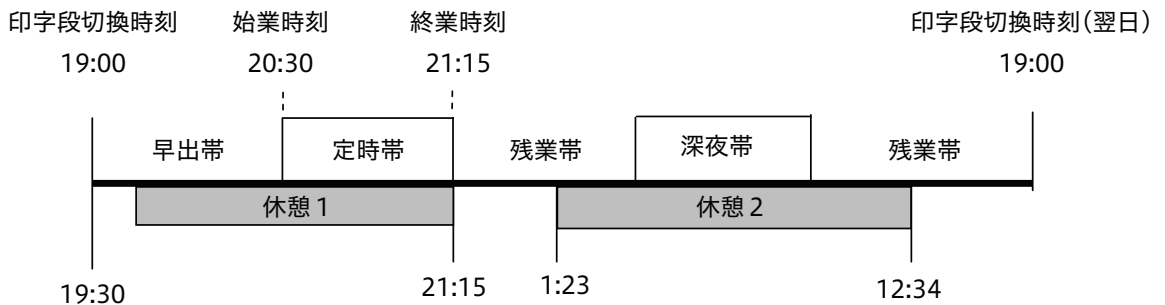 印字段切換時刻 始業時刻 終業時刻 印字段切換時刻(翌日)
19:00 20:30 21:15 19:00
早出帯 定時帯 残業帯 深夜帯 残業帯
休憩1 休憩2
19:30 21:15 1:23 12:34